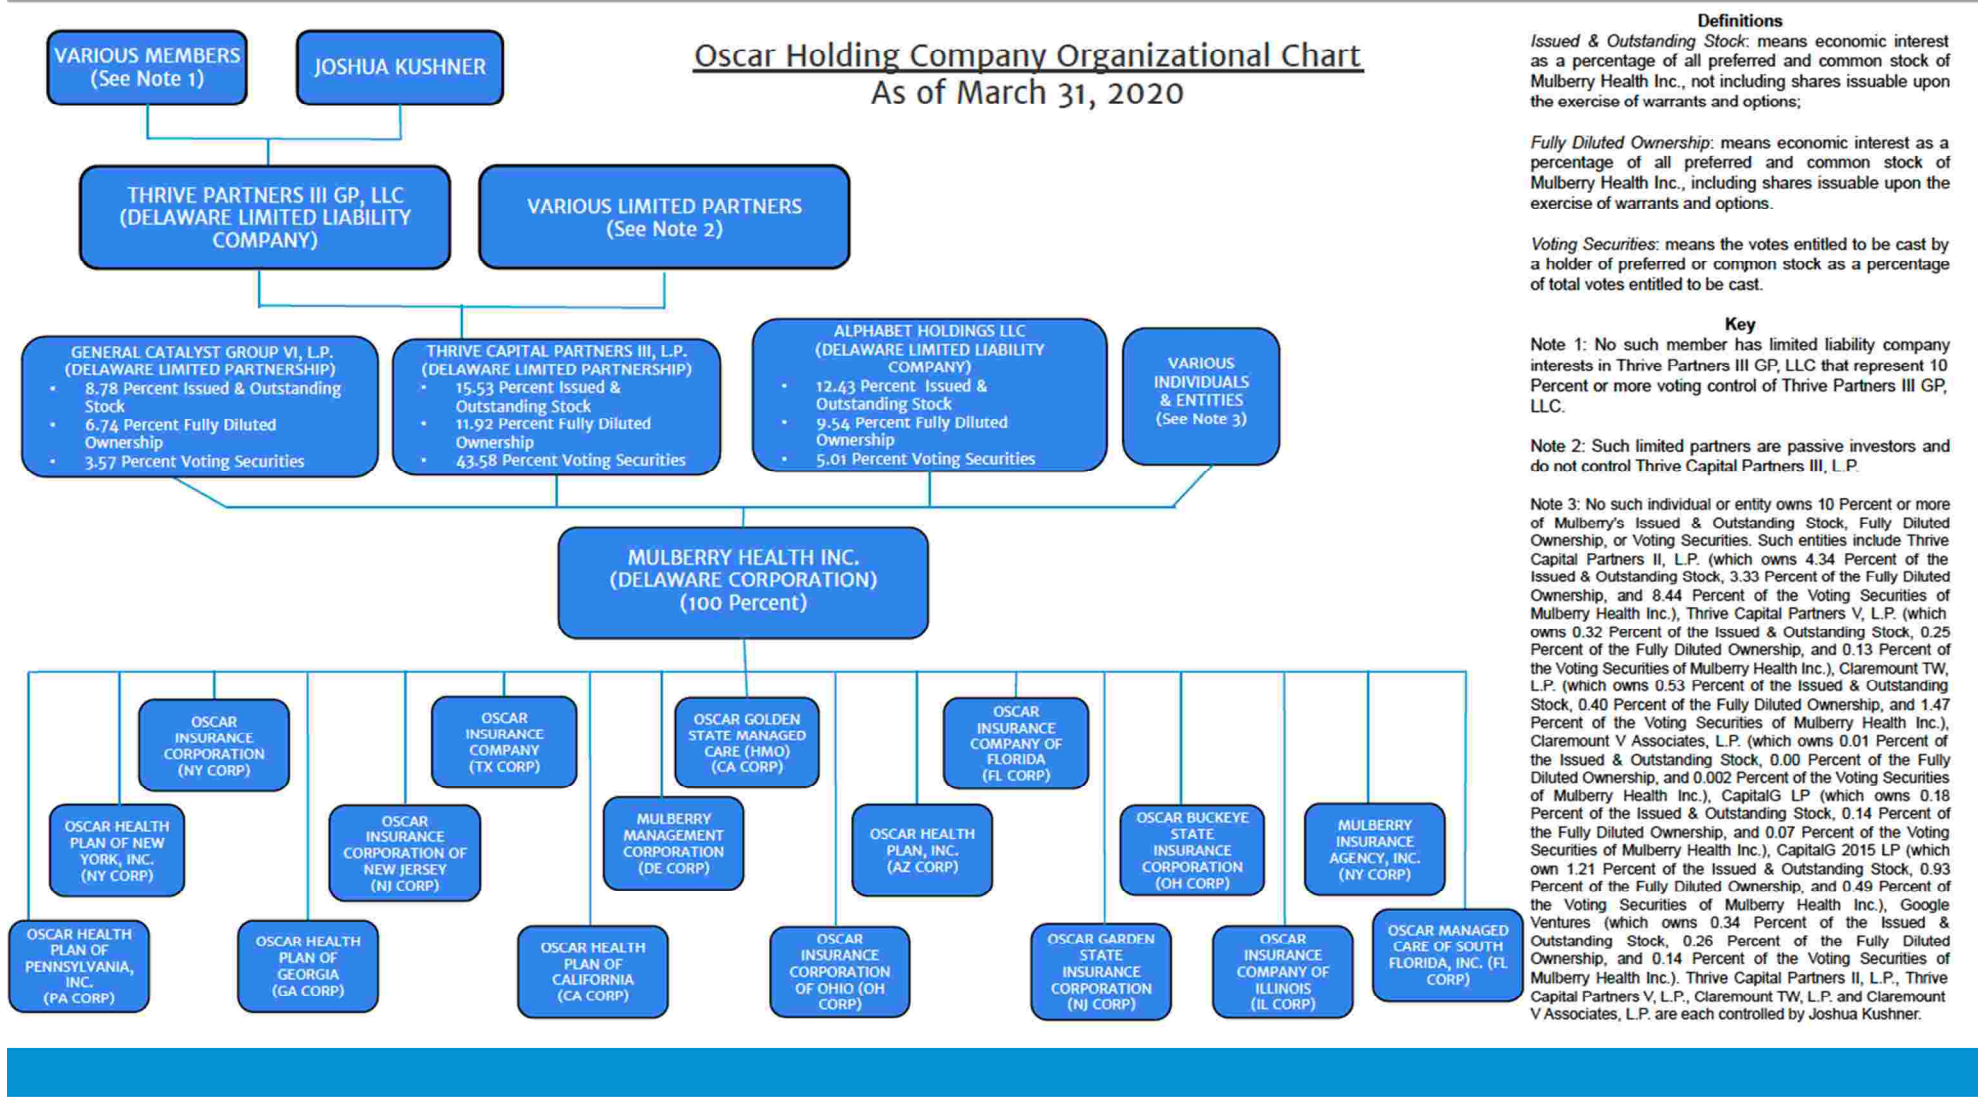 Oscar Holding Company Organizational Chart
As of March 31, 2020
VARIOUS MEMBERS
(See Note 1)
JOSHUA KUSHNER
THRIVE PARTNERS III GP, LLC
(DELAWARE LIMITED LIABILITY
COMPANY)
VARIOUS LIMITED PARTNERS
(See Note 2)
GENERAL CATALYST GROUP VI, L.P.
(DELAWARE LIMITED PARTNERSHIP)
• 8.78 Percent Issued & Outstanding
Stock
• 6.74 Percent Fully Diluted
Ownership
• 3.57 Percent Voting Securities
THRIVE CAPITAL PARTNERS III, L.P.
(DELAWARE LIMITED PARTNERSHIP)
• 15.53 Percent Issued &
Outstanding Stock
• 11.92 Percent Fully Diluted
Ownership
• 43.58 Percent Voting Securities
ALPHABET HOLDINGS LLC
(DELAWARE LIMITED LIABILITY
COMPANY)
• 12.43 Percent Issued &
Outstanding Stock
• 9.54 Percent Fully Diluted
Ownership
• 5.01 Percent Voting Securities
VARIOUS
INDIVIDUALS
& ENTITIES
(See Note 3)
MULBERRY HEALTH INC.
(DELAWARE CORPORATION)
(100 Percent)
OSCAR
INSURANCE
CORPORATION
(NY CORP)
OSCAR
INSURANCE
COMPANY
(TX CORP)
OSCAR GOLDEN
STATE MANAGED
CARE (HMO)
(CA CORP)
OSCAR
INSURANCE
COMPANY OF
FLORIDA
(FL CORP)
OSCAR HEALTH
PLAN OF NEW
YORK, INC.
(NY CORP)
OSCAR
INSURANCE
CORPORATION OF
NEW JERSEY
(NJ CORP)
MULBERRY
MANAGEMENT
CORPORATION
(DE CORP)
OSCAR HEALTH
PLAN, INC.
(AZ CORP)
OSCAR BUCKEYE
STATE
INSURANCE
CORPORATION
(OH CORP)
MULBERRY
INSURANCE
AGENCY, INC.
(NY CORP)
OSCAR HEALTH
PLAN OF
PENNSYLVANIA,
INC.
(PA CORP)
OSCAR HEALTH
PLAN OF
GEORGIA
(GA CORP)
OSCAR HEALTH
PLAN OF
CALIFORNIA
(CA CORP)
OSCAR
INSURANCE
CORPORATION
OF OHIO (OH
CORP)
OSCAR GARDEN
STATE
INSURANCE
CORPORATION
(NJ CORP)
OSCAR
INSURANCE
COMPANY OF
ILLINOIS
(IL CORP)
OSCAR MANAGED
CARE OF SOUTH
FLORIDA, INC. (FL
CORP)
Definitions
Issued & Outstanding Stock: means economic interest
as a percentage of all preferred and common stock of
Mulberry Health Inc., not including shares issuable upon
the exercise of warrants and options;
Fully Diluted Ownership: means economic interest as a
percentage of all preferred and common stock of
Mulberry Health Inc., including shares issuable upon the
exercise of warrants and options.
Voting Securities: means the votes entitled to be cast by
a holder of preferred or common stock as a percentage
of total votes entitled to be cast.
Key
Note 1: No such member has limited liability company
interests in Thrive Partners III GP, LLC that represent 10
Percent or more voting control of Thrive Partners III GP,
LLC.
Note 2: Such limited partners are passive investors and
do not control Thrive Capital Partners III, L.P.
Note 3: No such individual or entity owns 10 Percent or more
of Mulberry's Issued & Outstanding Stock, Fully Diluted
Ownership, or Voting Securities. Such entities include Thrive
Capital Partners II, L.P. (which owns 4.34 Percent of the
Issued & Outstanding Stock, 3.33 Percent of the Fully Diluted
Ownership, and 8.44 Percent of the Voting Securities of
Mulberry Health Inc.), Thrive Capital Partners V, L.P. (which
owns 0.32 Percent of the Issued & Outstanding Stock, 0.25
Percent of the Fully Diluted Ownership, and 0.13 Percent of
the Voting Securities of Mulberry Health Inc.), Claremount TW,
L.P. (which owns 0.53 Percent of the Issued & Outstanding
Stock, 0.40 Percent of the Fully Diluted Ownership, and 1.47
Percent of the Voting Securities of Mulberry Health Inc.),
Claremount V Associates, L.P. (which owns 0.01 Percent of
the Issued & Outstanding Stock, 0.00 Percent of the Fully
Diluted Ownership, and 0.002 Percent of the Voting Securities
of Mulberry Health Inc.), CapitalG LP (which owns 0.18
Percent of the Issued & Outstanding Stock, 0.14 Percent of
the Fully Diluted Ownership, and 0.07 Percent of the Voting
Securities of Mulberry Health Inc.), CapitalG 2015 LP (which
own 1.21 Percent of the Issued & Outstanding Stock, 0.93
Percent of the Fully Diluted Ownership, and 0.49 Percent of
the Voting Securities of Mulberry Health Inc.), Google
Ventures (which owns 0.34 Percent of the Issued &
Outstanding Stock, 0.26 Percent of the Fully Diluted
Ownership, and 0.14 Percent of the Voting Securities of
Mulberry Health Inc.). Thrive Capital Partners II, L.P., Thrive
Capital Partners V, L.P., Claremount TW, L.P. and Claremount
V Associates, L.P. are each controlled by Joshua Kushner.